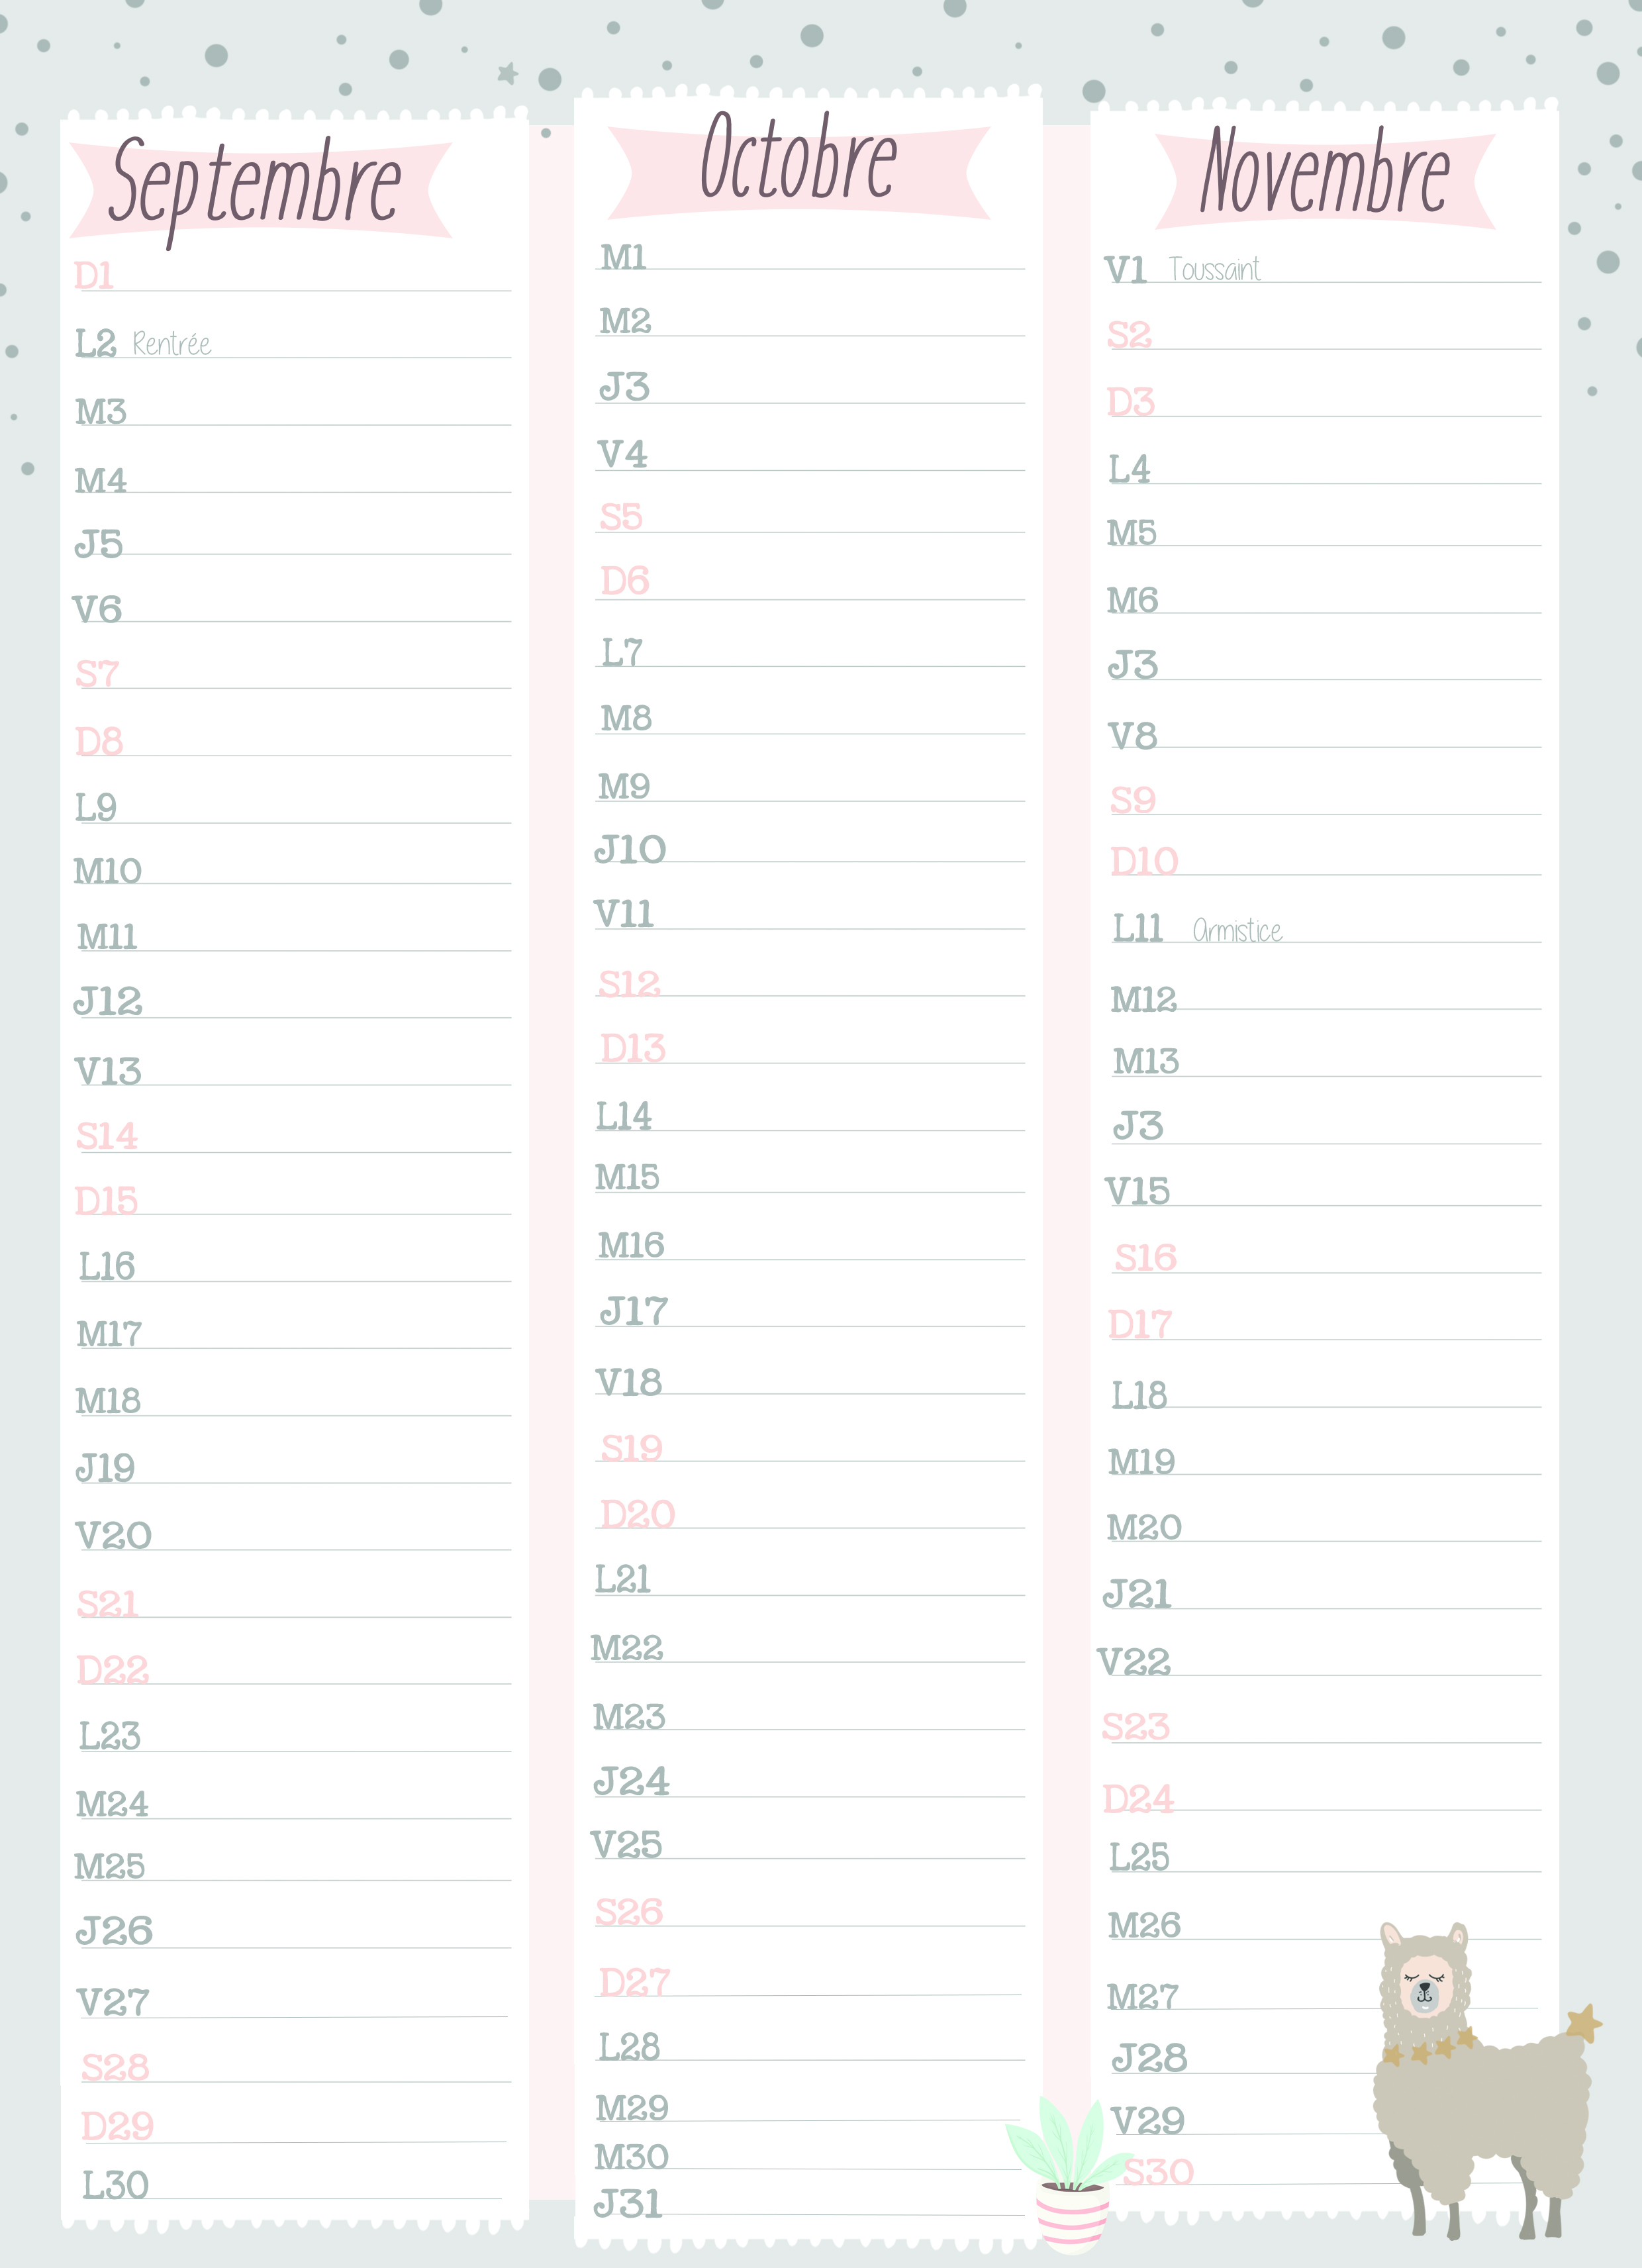 Septembre
D1
L2 Rentrée
M3
M4
J5
V6
S7
D8
L9
M10
M11
J12
V13
S14
D15
L16
M17
M18
J19
V20
S21
D22
L23
M24
M25
J26
V27
S28
D29
L30
Octobre
M1
M2
J3
V4
S5
D6
L7
M8
M9
J10
V11
S12
D13
L14
M15
M16
J17
V18
S19
D20
L21
M22
M23
J24
V25
S26
D27
L28
M29
M30
J31
Novembre
V1 Toussaint
S2
D3
L4
M5
M6
J3
V8
S9
D10
L11 Armistice
M12
M13
J3
V15
S16
D17
L18
M19
M20
J21
V22
S23
D24
L25
M26
M27
J28
V29
S30